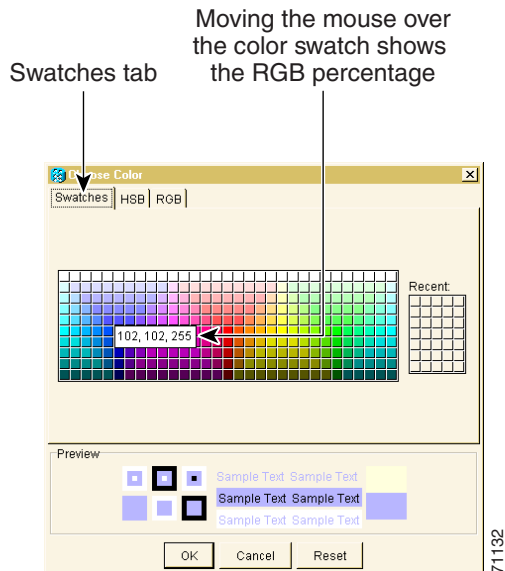 Moving the mouse over
the color swatch shows
the RGB percentage
Swatches tab
Choose Color
Swatches HSB RGB
Recent:
102, 102, 255
Preview
Sample Text Sample Text
Sample Text Sample Text
Sample Text Sample Text
OK Cancel Reset
71132